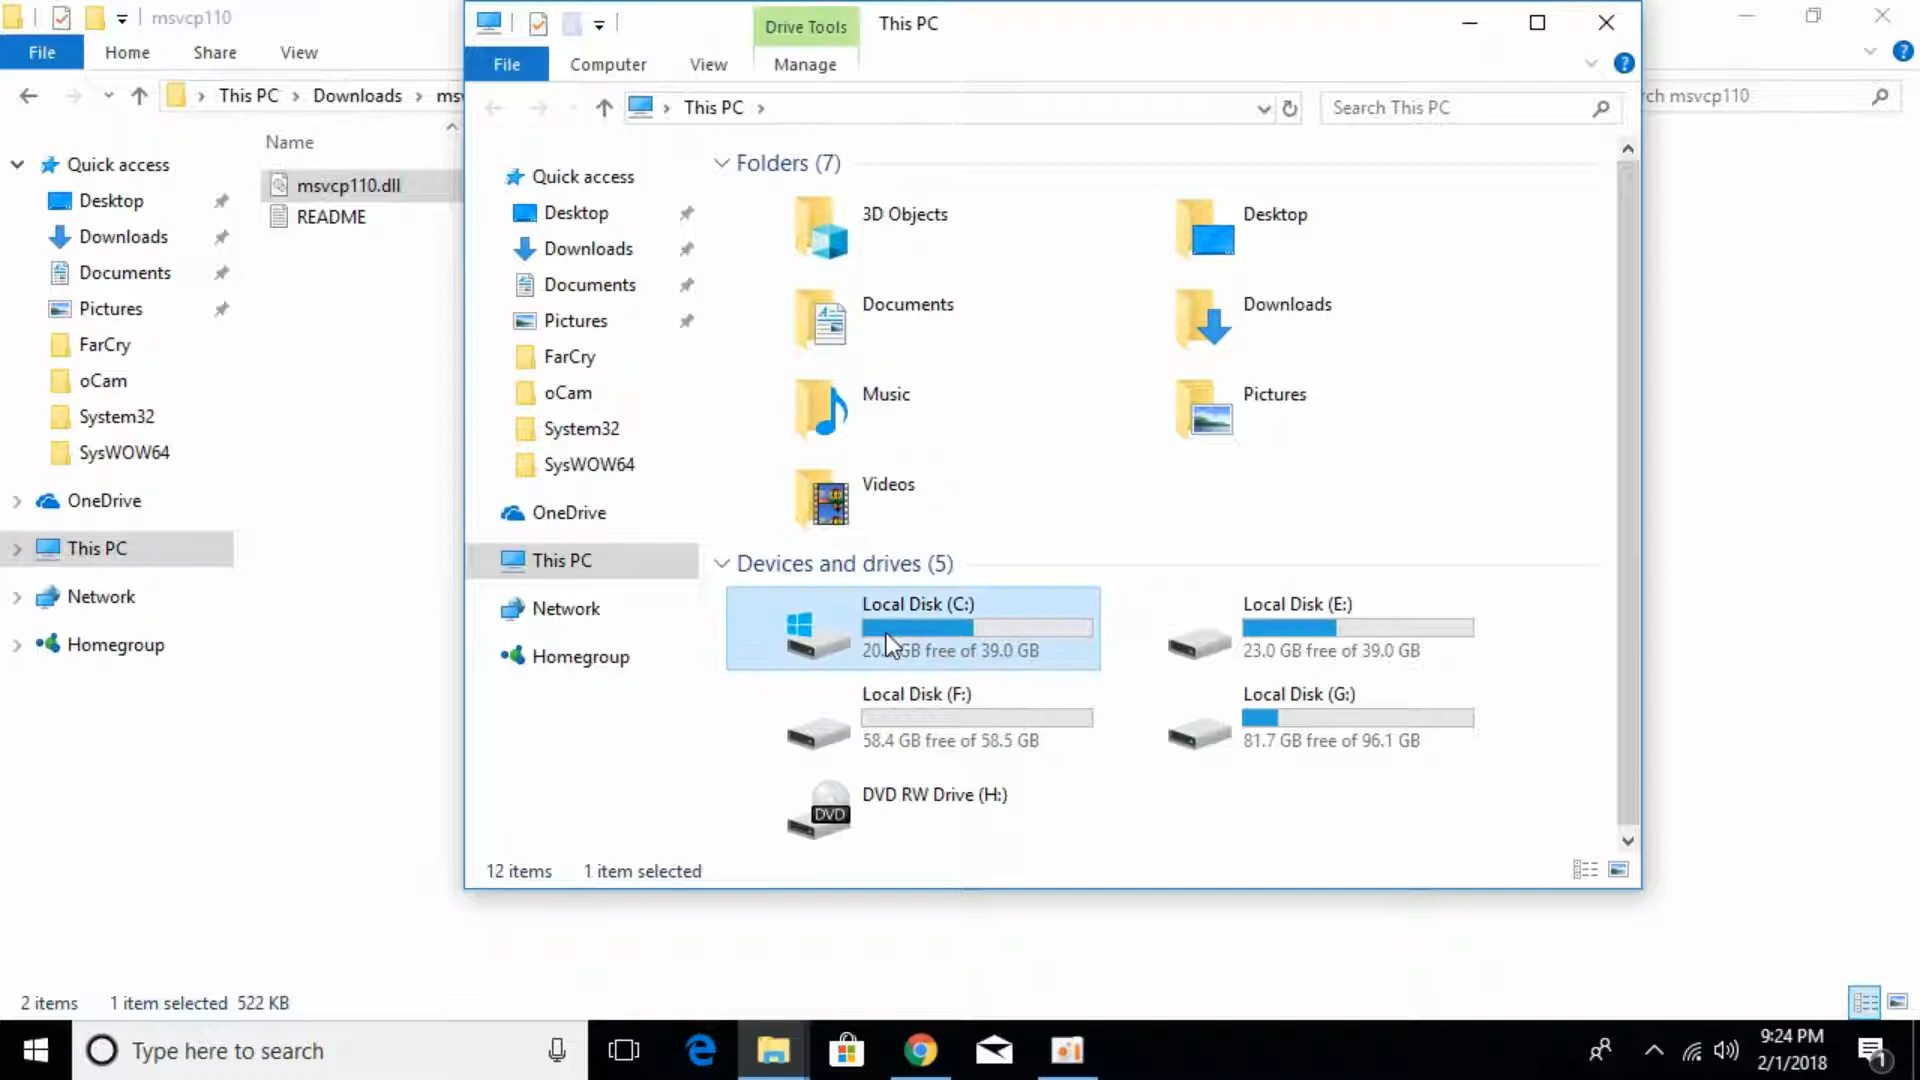 msvcp110
File
Home
Share
View
This PC
Downloads
Name
Quick access
Desktop
Downloads
Documents
Pictures
FarCry
oCam
System32
SysWOW64
OneDrive
This PC
Network
Homegroup
msvcp110.dll
README
2 items
1 item selected 522 KB
Drive Tools
This PC
File
Computer
View
Manage
This PC
Search This PC
msvcp110
Quick access
Desktop
Downloads
Documents
Pictures
FarCry
oCam
System32
SysWOW64
OneDrive
This PC
Network
Homegroup
Folders (7)
3D Objects
Desktop
Documents
Downloads
Music
Pictures
Videos
Devices and drives (5)
Local Disk (C:)
GB free of 39.0 GB
Local Disk (E:)
23.0 GB free of 39.0 GB
Local Disk (F:)
58.4 GB free of 58.5 GB
Local Disk (G:)
81.7 GB free of 96.1 GB
DVD
DVD RW Drive (H:)
12 items
1 item selected
Type here to search
9:24 PM
2/1/2018
1